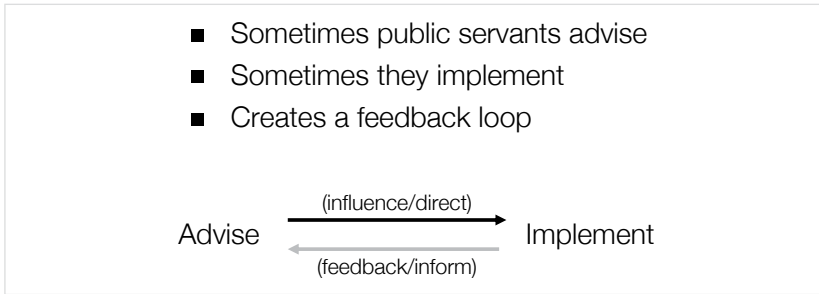 ■ Sometimes public servants advise
■ Sometimes they implement
■ Creates a feedback loop
(influence/direct)
Advise Implement
(feedback/inform)